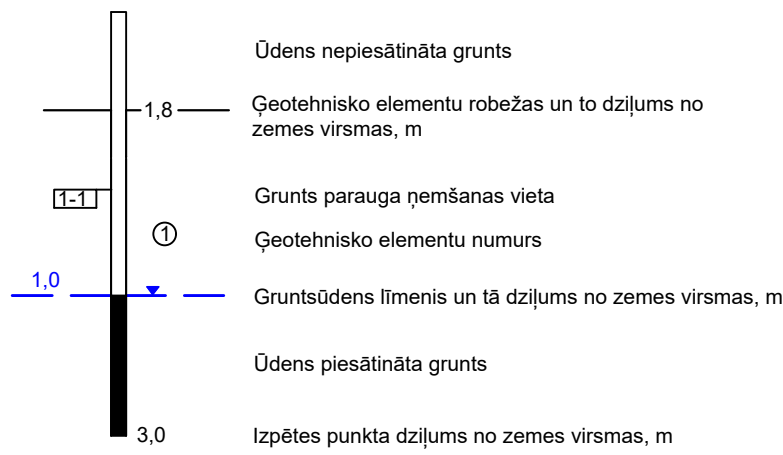 Ūdens nepiesātināta grunts
1,8
Ģeotehnisko elementu robežas un to dziļums no
zemes virsmas, m
1-1
Grunts parauga ņemšanas vieta
1
Ģeotehnisko elementu numurs
1,0
Gruntsūdens līmenis un tā dziļums no zemes virsmas, m
Ūdens piesātināta grunts
3,0
Izpētes punkta dziļums no zemes virsmas, m